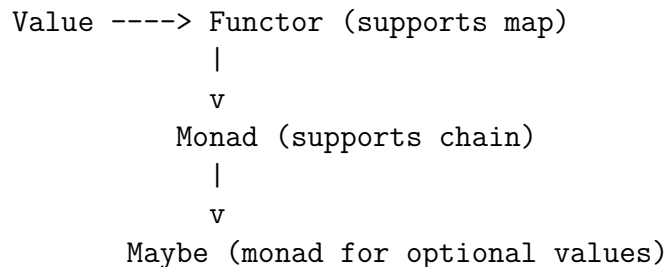 Value ----> Functor (supports map)
|
v
Monad (supports chain)
|
v
Maybe (monad for optional values)